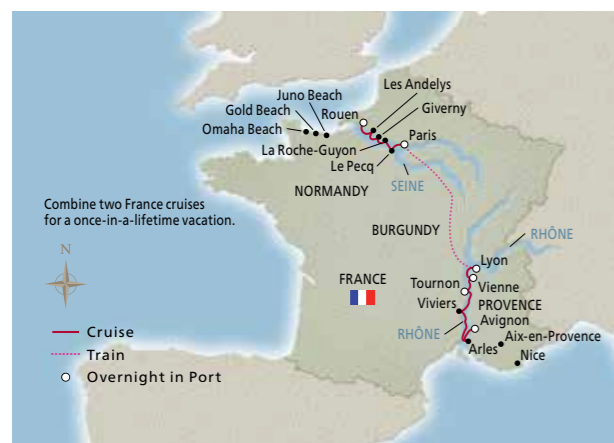 Les Andelys
Juno Beach
Giverny
Gold Beach
Rouen
Omaha Beach
Paris
La Roche-Guyon
Le Pecq
SEINE
NORMANDY
Combine two France cruises
for a once-in-a-lifetime vacation.
BURGUNDY
RHÔNE
N
Lyon
FRANCE
Tournon
Vienne
Viviers
PROVENCE
Avignon
RHÔNE
Aix-en-Provence
Arles
Nice
Cruise
Train
Overnight in Port